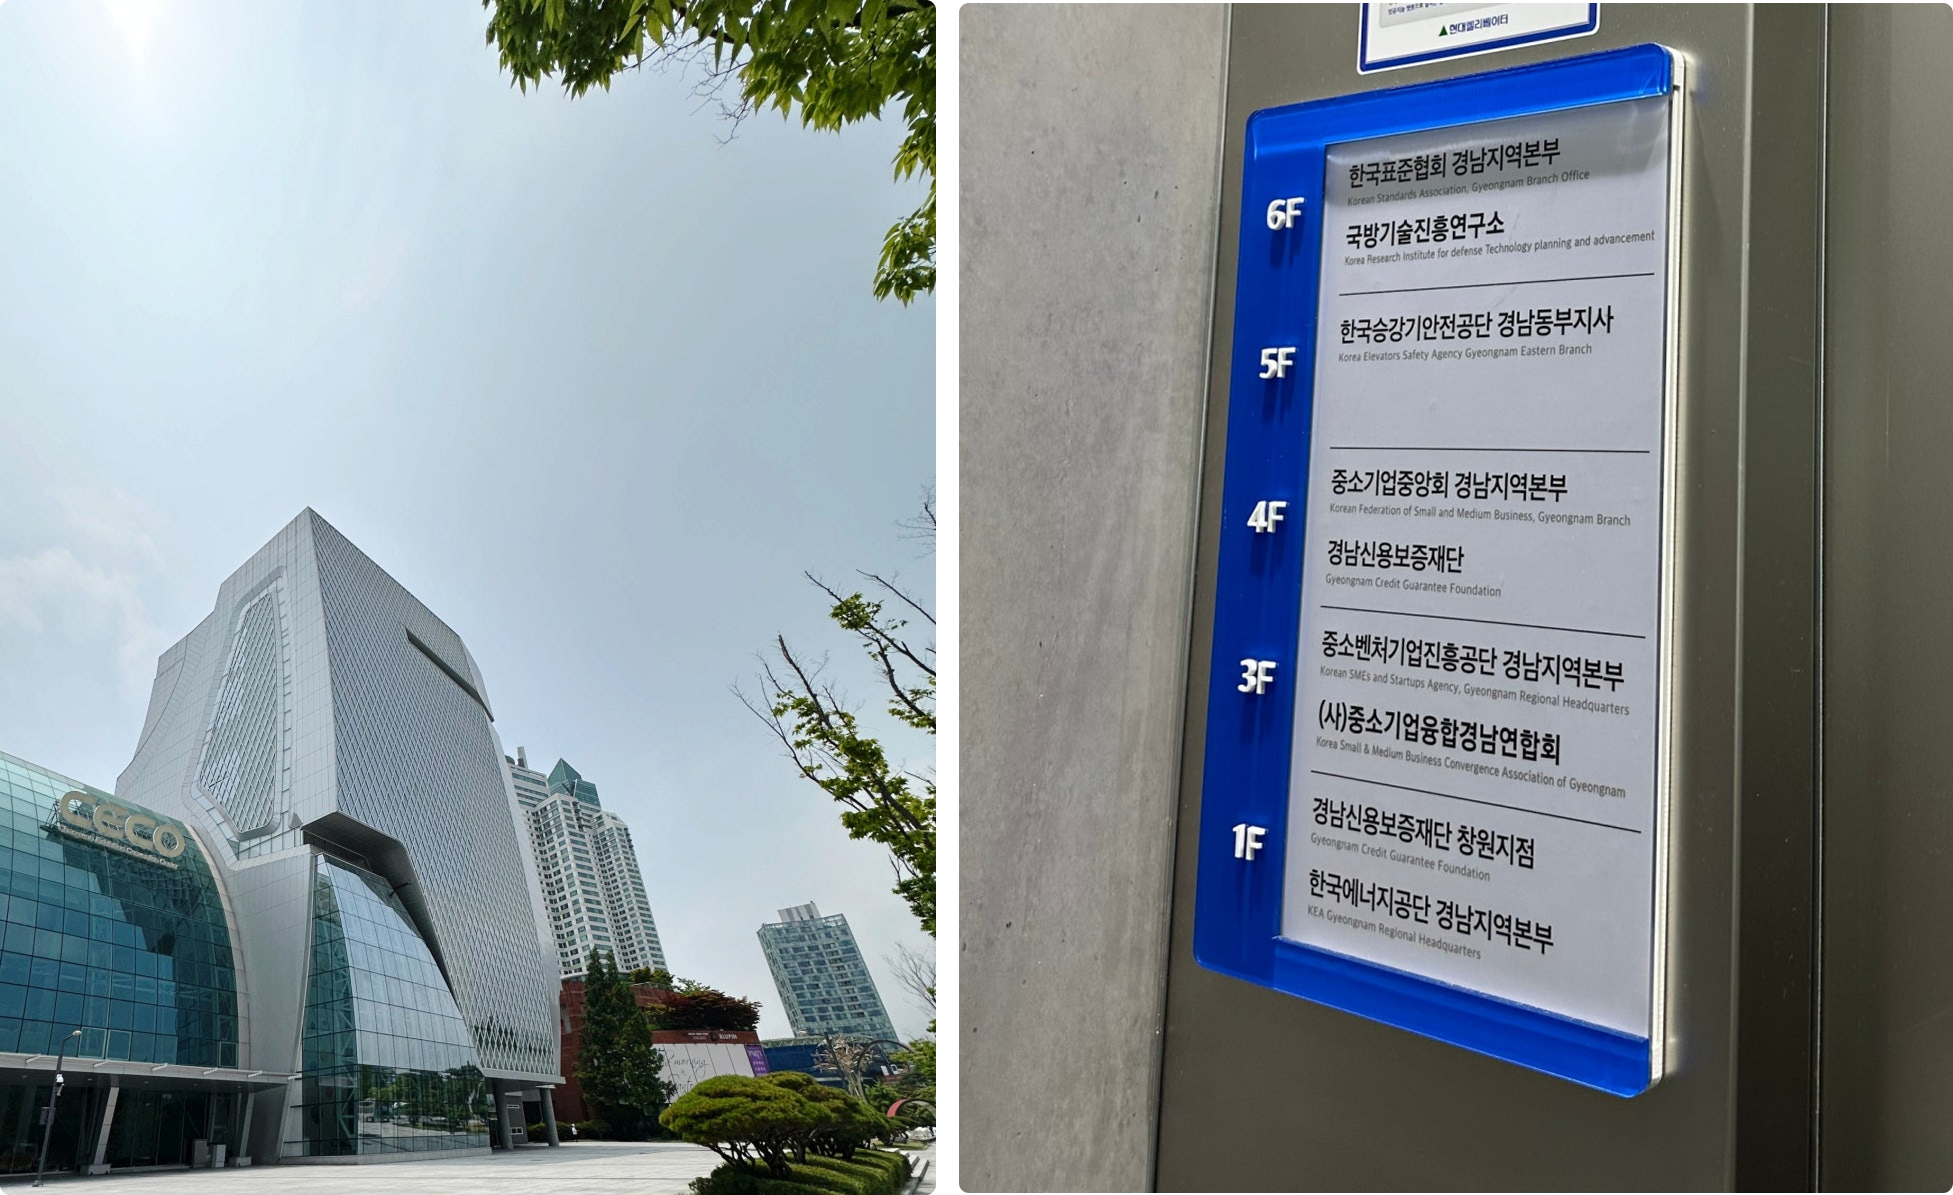 ceco
현대엘리베이터
6F
한국표준협회 경남지역본부
Korean Standards Association, Gyeongnam Branch Office
국방기술진흥연구소
Korea Research Institute for defense Technology planning and advancement
5F
한국승강기안전공단 경남동부지사
Korea Elevators Safety Agency Gyeongnam Eastern Branch
4F
중소기업중앙회 경남지역본부
Korean Federation of Small and Medium Business, Gyeongnam Branch
경남신용보증재단
Gyeongnam Credit Guarantee Foundation
3F
중소벤처기업진흥공단 경남지역본부
Korean SMEs and Startups Agency, Gyeongnam Regional Headquarters
(사)중소기업융합경남연합회
Korea Small & Medium Business Convergence Association of Gyeongnam
1F
경남신용보증재단 창원지점
Gyeongnam Credit Guarantee Foundation
한국에너지공단 경남지역본부
KEA Gyeongnam Regional Headquarters